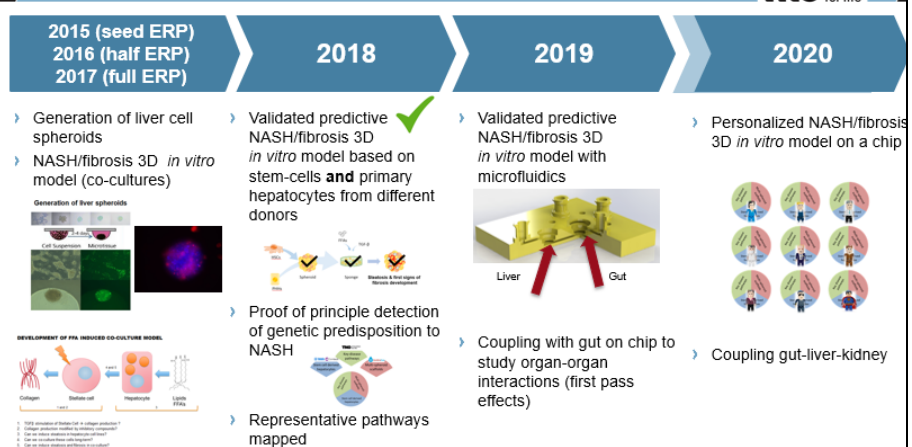 for life
2015 (seed ERP)
2016 (half ERP)
2017 (full ERP)
2018
2019
2020
› Generation of liver cell
spheroids
› NASH/fibrosis 3D in vitro
model (co-cultures)
Generation of liver spheroids
Cell Suspension
Microtissue
DEVELOPMENT OF FFA INDUCED CO-CULTURE MODEL
Collagen
Stellate cell
Hepatocyte
Lipids
FFAs
› Validated predictive
NASH/fibrosis 3D
in vitro model based on
stem-cells and primary
hepatocytes from different
donors
Spheroid
Steatosis & first signs of
fibrosis development
› Proof of principle detection
of genetic predisposition to
NASH
› Representative pathways
mapped
› Validated predictive
NASH/fibrosis 3D
in vitro model with
microfluidics
Liver
Gut
› Coupling with gut on chip to
study organ-organ
interactions (first pass
effects)
› Personalized NASH/fibrosis
3D in vitro model on a chip
› Coupling gut-liver-kidney